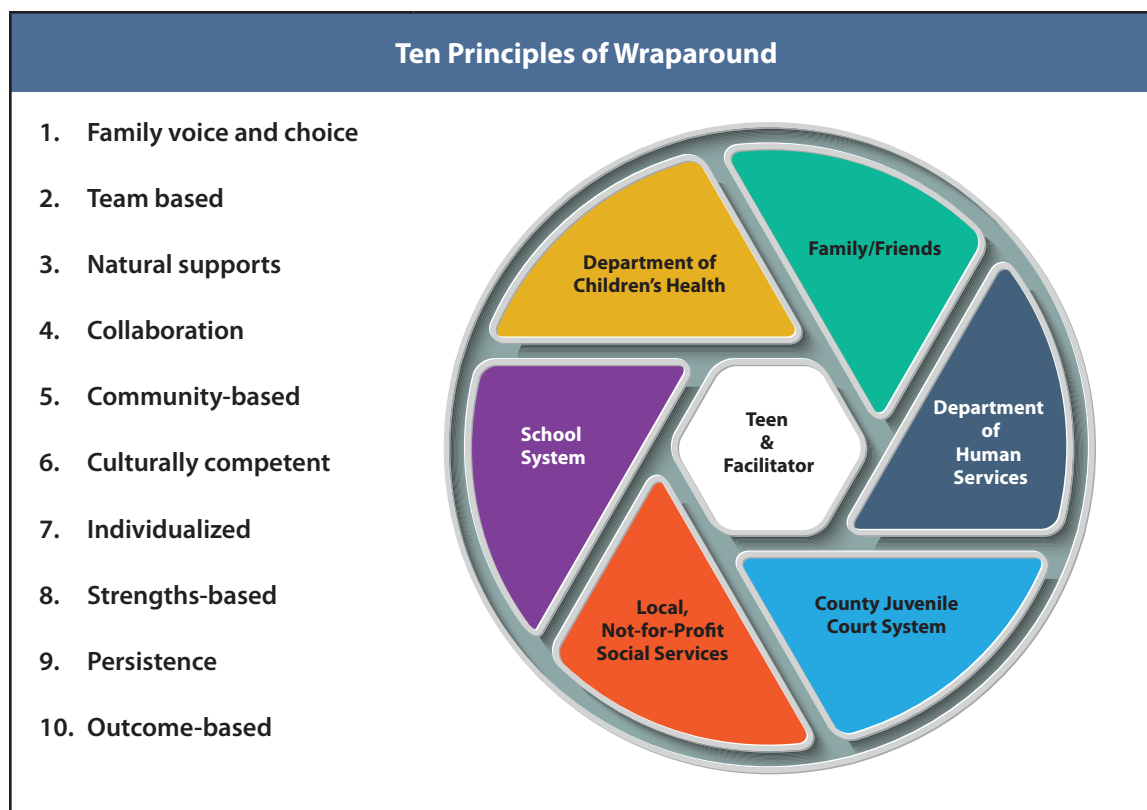 Ten Principles of Wraparound
1. Family voice and choice
2. Team based
3. Natural supports
4. Collaboration
5. Community-based
6. Culturally competent
7. Individualized
8. Strengths-based
9. Persistence
10. Outcome-based
Department of
Children’s Health
Family/Friends
Department
of
Human
Services
County Juvenile
Court System
Local,
Not-for-Profit
Social Services
School
System
Teen
&
Facilitator